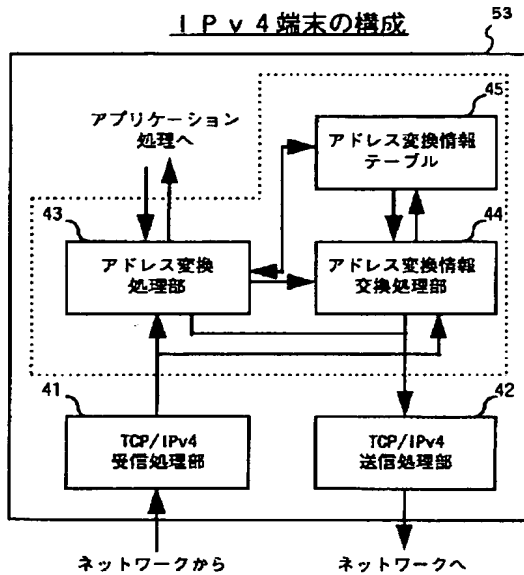 IPv4端末の構成
53
45
アプリケーション
処理へ
アドレス変換情報
テーブル
43
44
アドレス変換
処理部
アドレス変換情報
交換処理部
41
42
TCP/IPv4
受信処理部
TCP/IPv4
送信処理部
ネットワークから
ネットワークへ